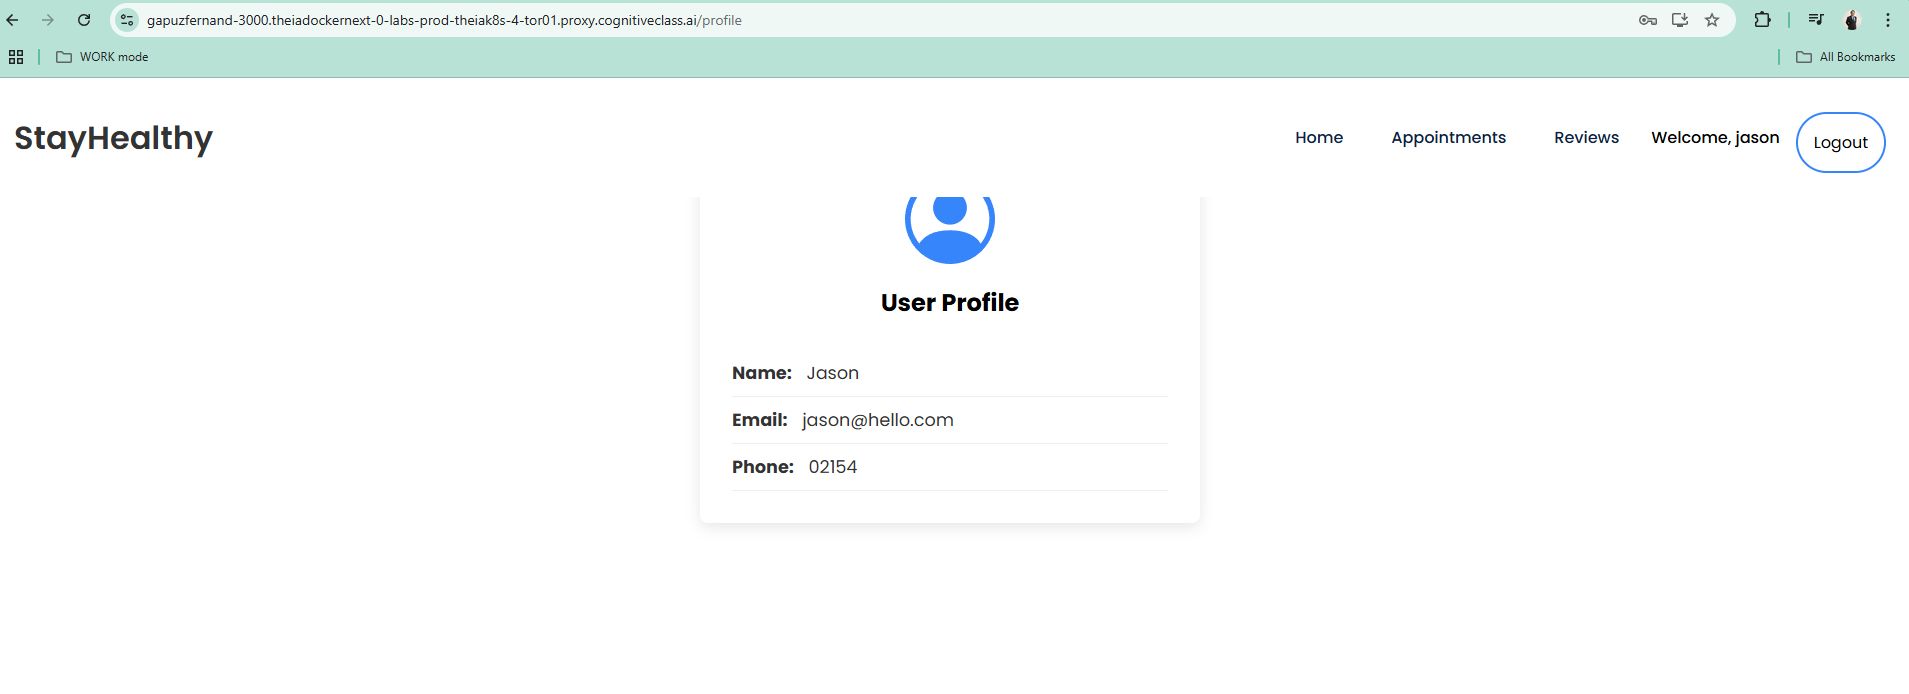 gapuzfernand-3000.theiadockernext-0-labs-prod-theiak8s-4-tor01.proxy.cognitiveclass.ai/profile
WORK mode
All Bookmarks
StayHealthy
Home
Appointments
Reviews
Welcome, jason
Logout
User Profile
Name: Jason
Email: jason@hello.com
Phone: 02154